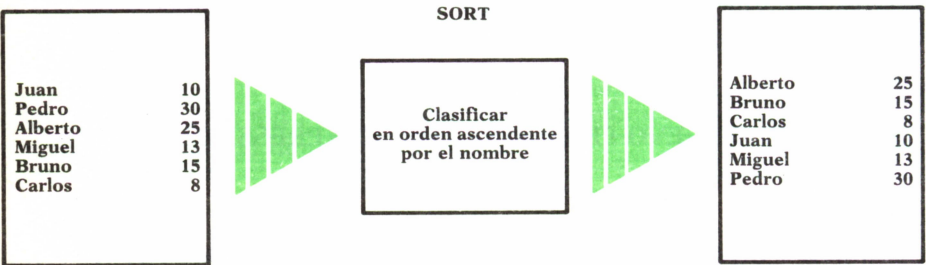 SORT
Juan 10
Pedro 30
Alberto 25
Miguel 13
Bruno 15
Carlos 8
Clasificar
en orden ascendente
por el nombre
Alberto 25
Bruno 15
Carlos 8
Juan 10
Miguel 13
Pedro 30